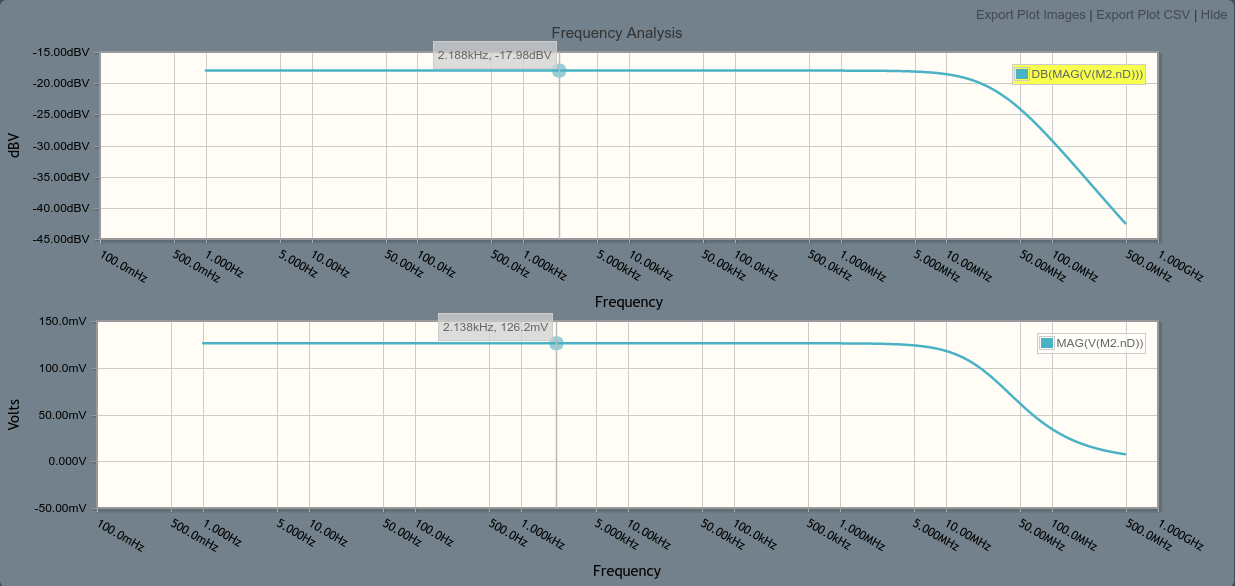 Export Plot Images | Export Plot CSV | Hide
Frequency Analysis
2.188kHz, -17.98dBV
DB(MAG(V(M2.nD)))
-15.00dBV
-20.00dBV
-25.00dBV
-30.00dBV
-35.00dBV
-40.00dBV
-45.00dBV
dBV
100.0mHz 500.0mHz 1.000Hz 5.000Hz 10.00Hz 50.00Hz 100.0Hz 500.0Hz 1.000kHz 5.000kHz 10.00kHz 50.00kHz 100.0kHz 500.0kHz 1.000MHz 5.000MHz 10.00MHz 50.00MHz 100.0MHz 500.0MHz 1.000GHz
Frequency
2.138kHz, 126.2mV
MAG(V(M2.nD))
150.0mV
100.0mV
50.00mV
0.000V
-50.00mV
Volts
100.0mHz 500.0mHz 1.000Hz 5.000Hz 10.00Hz 50.00Hz 100.0Hz 500.0Hz 1.000kHz 5.000kHz 10.00kHz 50.00kHz 100.0kHz 500.0kHz 1.000MHz 5.000MHz 10.00MHz 50.00MHz 100.0MHz 500.0MHz 1.000GHz
Frequency